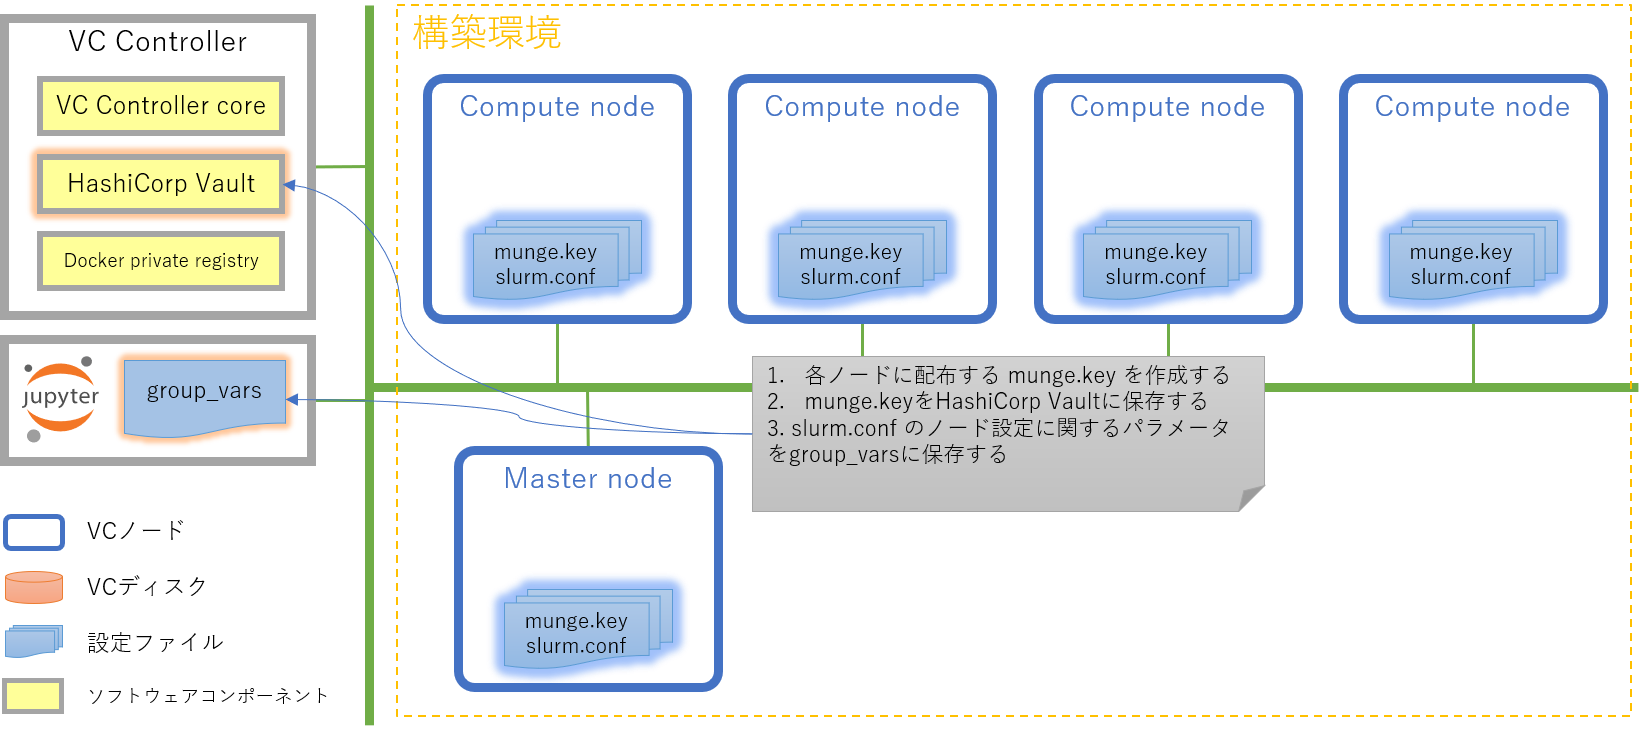 VC Controller
VC Controller core
HashiCorp Vault
Docker private registry
jupyter
group_vars
VCノード
VCディスク
設定ファイル
ソフトウェアコンポーネント
構築環境
Compute node
munge.key
slurm.conf
Compute node
munge.key
slurm.conf
Compute node
munge.key
slurm.conf
Compute node
munge.key
slurm.conf
1. 各ノードに配布する munge.key を作成する
2. munge.keyをHashiCorp Vaultに保存する
3. slurm.conf のノード設定に関するパラメータ
をgroup_varsに保存する
Master node
munge.key
slurm.conf